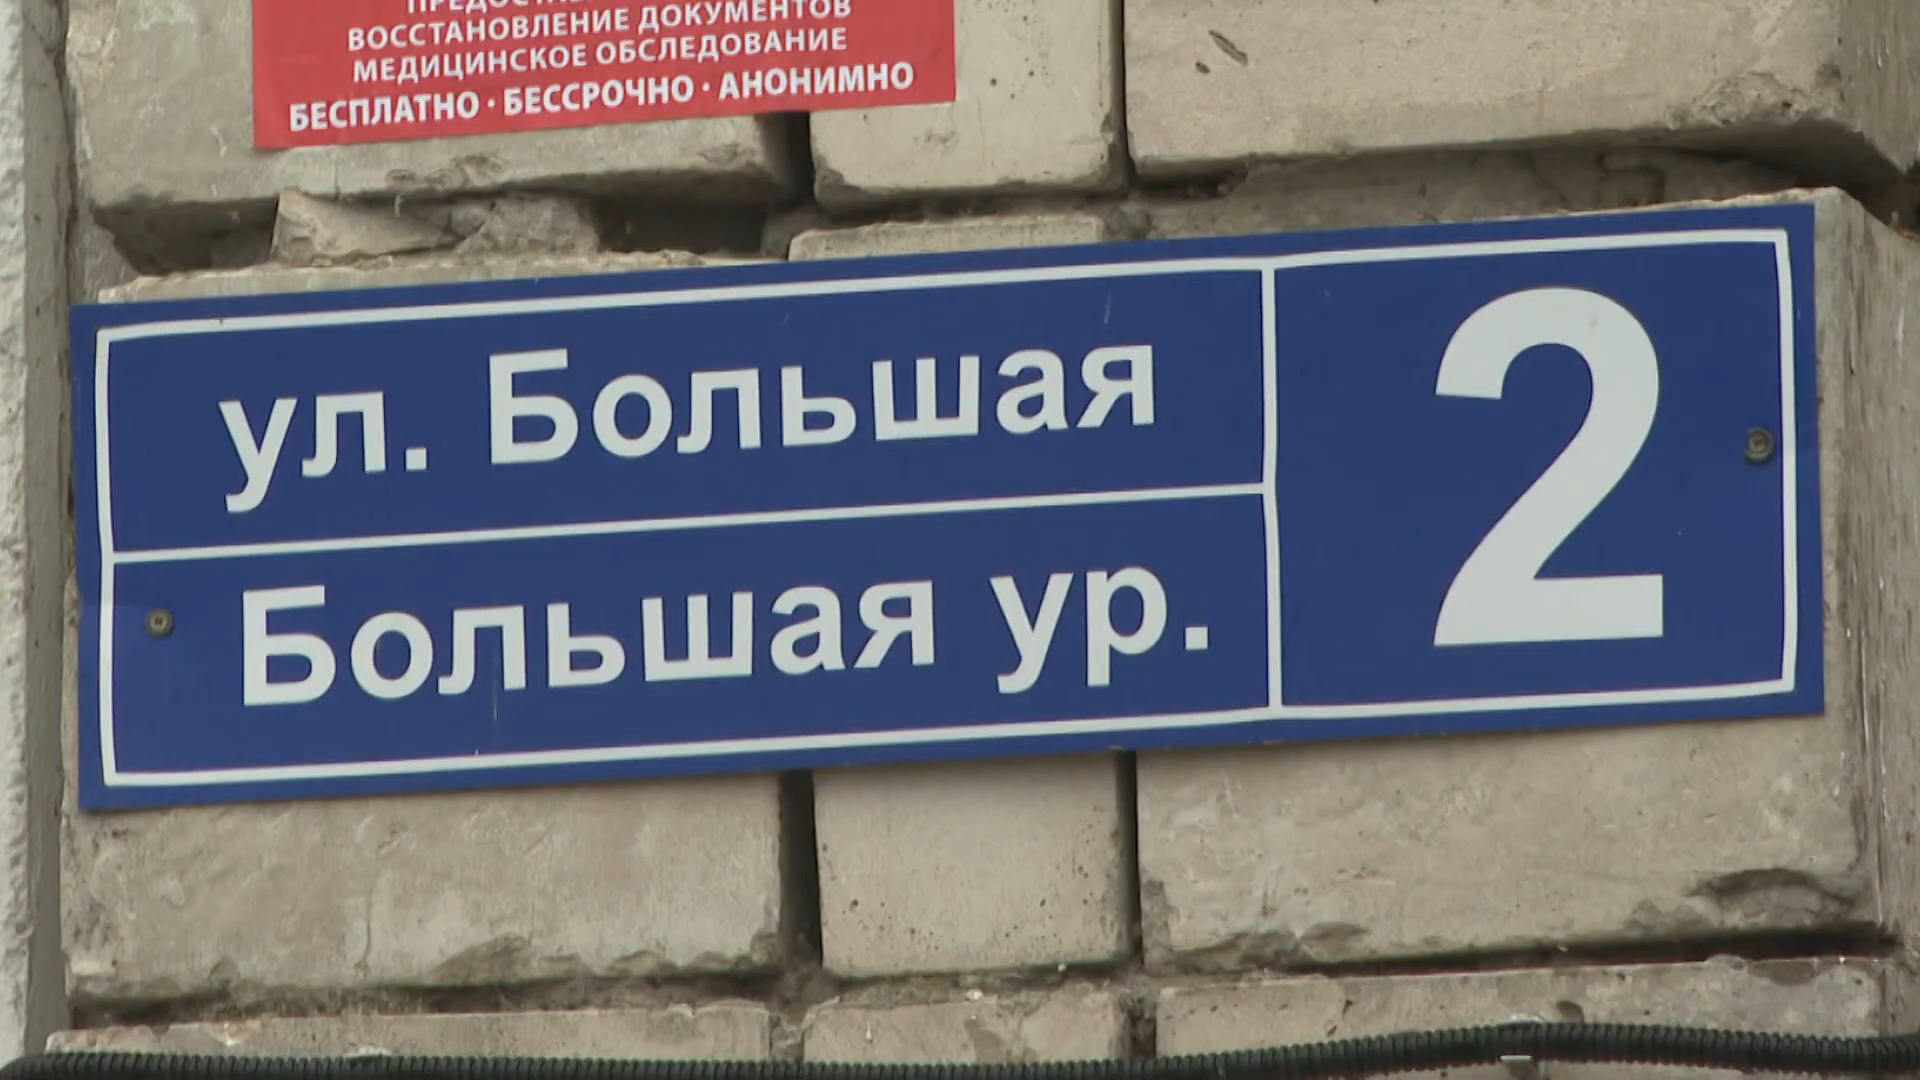 ВОССТАНОВЛЕНИЕ ДОКУМЕНТОВ
МЕДИЦИНСКОЕ ОБСЛЕДОВАНИЕ
БЕСПЛАТНО · БЕССРОЧНО · АНОНИМНО
ул. Большая
Большая ур.
2